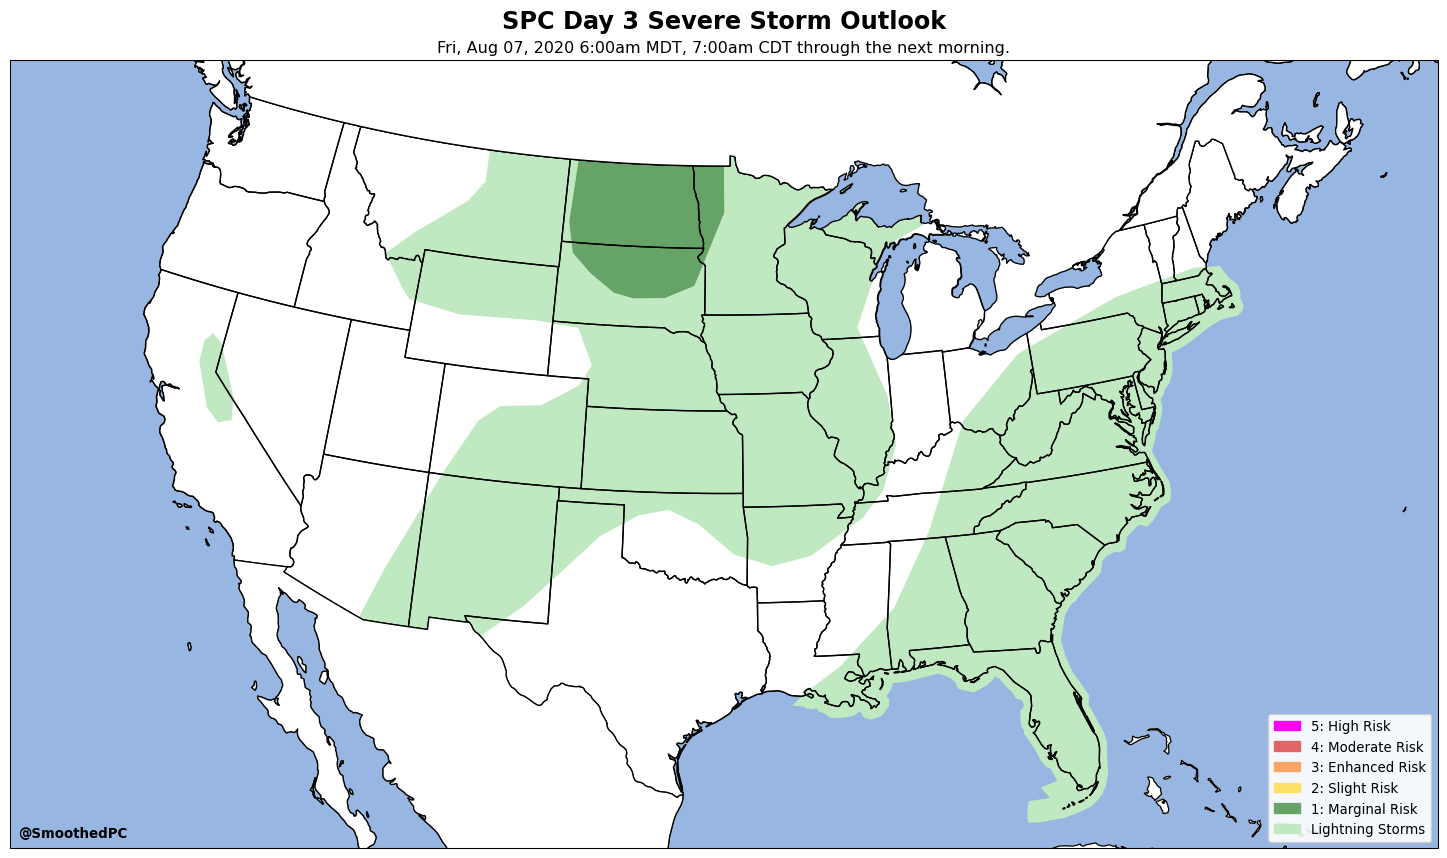 SPC Day 3 Severe Storm Outlook
Fri, Aug 07, 2020 6:00am MDT, 7:00am CDT through the next morning.
5: High Risk
4: Moderate Risk
3: Enhanced Risk
2: Slight Risk
1: Marginal Risk
Lightning Storms
@SmoothedPC